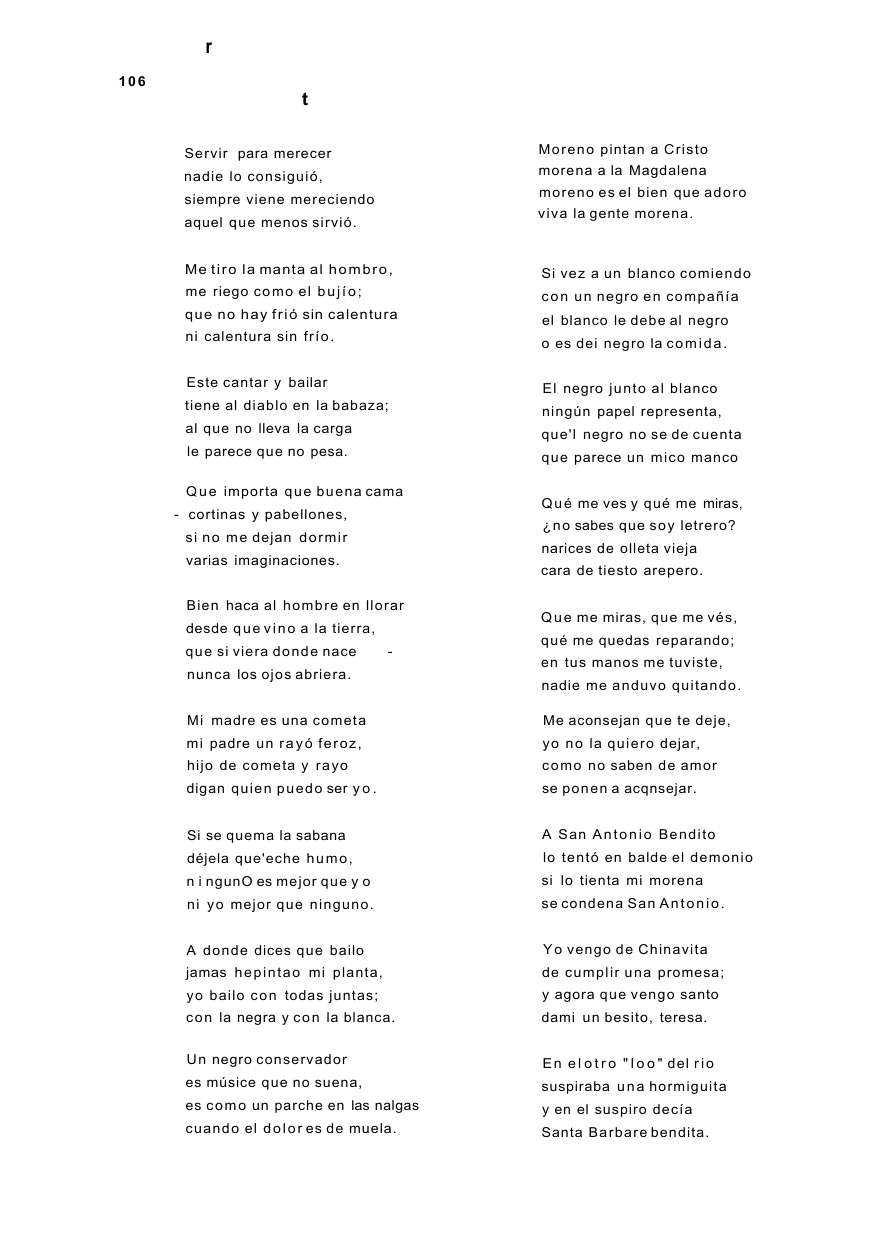 r
106
t
Servir para merecer
nadie lo consiguió,
siempre viene mereciendo
aquel que menos sirvió.
Me tiro la manta al hombro,
me riego como el bujío;
que no hay frió sin calentura
ni calentura sin frío.
Este cantar y bailar
tiene al diablo en la babaza;
al que no lleva la carga
le parece que no pesa.
Que importa que buena cama
- cortinas y pabellones,
si no me dejan dormir
varias imaginaciones.
Bien haca al hombre en llorar
desde que vino a la tierra,
que si viera donde nace -
nunca los ojos abriera.
Mi madre es una cometa
mi padre un rayó feroz,
hijo de cometa y rayo
digan quien puedo ser yo.
Si se quema la sabana
déjela que'eche humo,
n i ngunO es mejor que y o
ni yo mejor que ninguno.
A donde dices que bailo
jamas hepintao mi planta,
yo bailo con todas juntas;
con la negra y con la blanca.
Un negro conservador
es músice que no suena,
es como un parche en las nalgas
cuando el dolor es de muela.
Moreno pintan a Cristo
morena a la Magdalena
moreno es el bien que adoro
viva la gente morena.
Si vez a un blanco comiendo
con un negro en compañía
el blanco le debe al negro
o es dei negro la comida.
El negro junto al blanco
ningún papel representa,
que'l negro no se de cuenta
que parece un mico manco
Qué me ves y qué me miras,
¿no sabes que soy letrero?
narices de olleta vieja
cara de tiesto arepero.
Que me miras, que me vés,
qué me quedas reparando;
en tus manos me tuviste,
nadie me anduvo quitando.
Me aconsejan que te deje,
yo no la quiero dejar,
como no saben de amor
se ponen a acqnsejar.
A San Antonio Bendito
lo tentó en balde el demonio
si lo tienta mi morena
se condena San Antonio.
Yo vengo de Chinavita
de cumplir una promesa;
y agora que vengo santo
dami un besito, teresa.
En el otro "loo" del rio
suspiraba una hormiguita
y en el suspiro decía
Santa Barbare bendita.